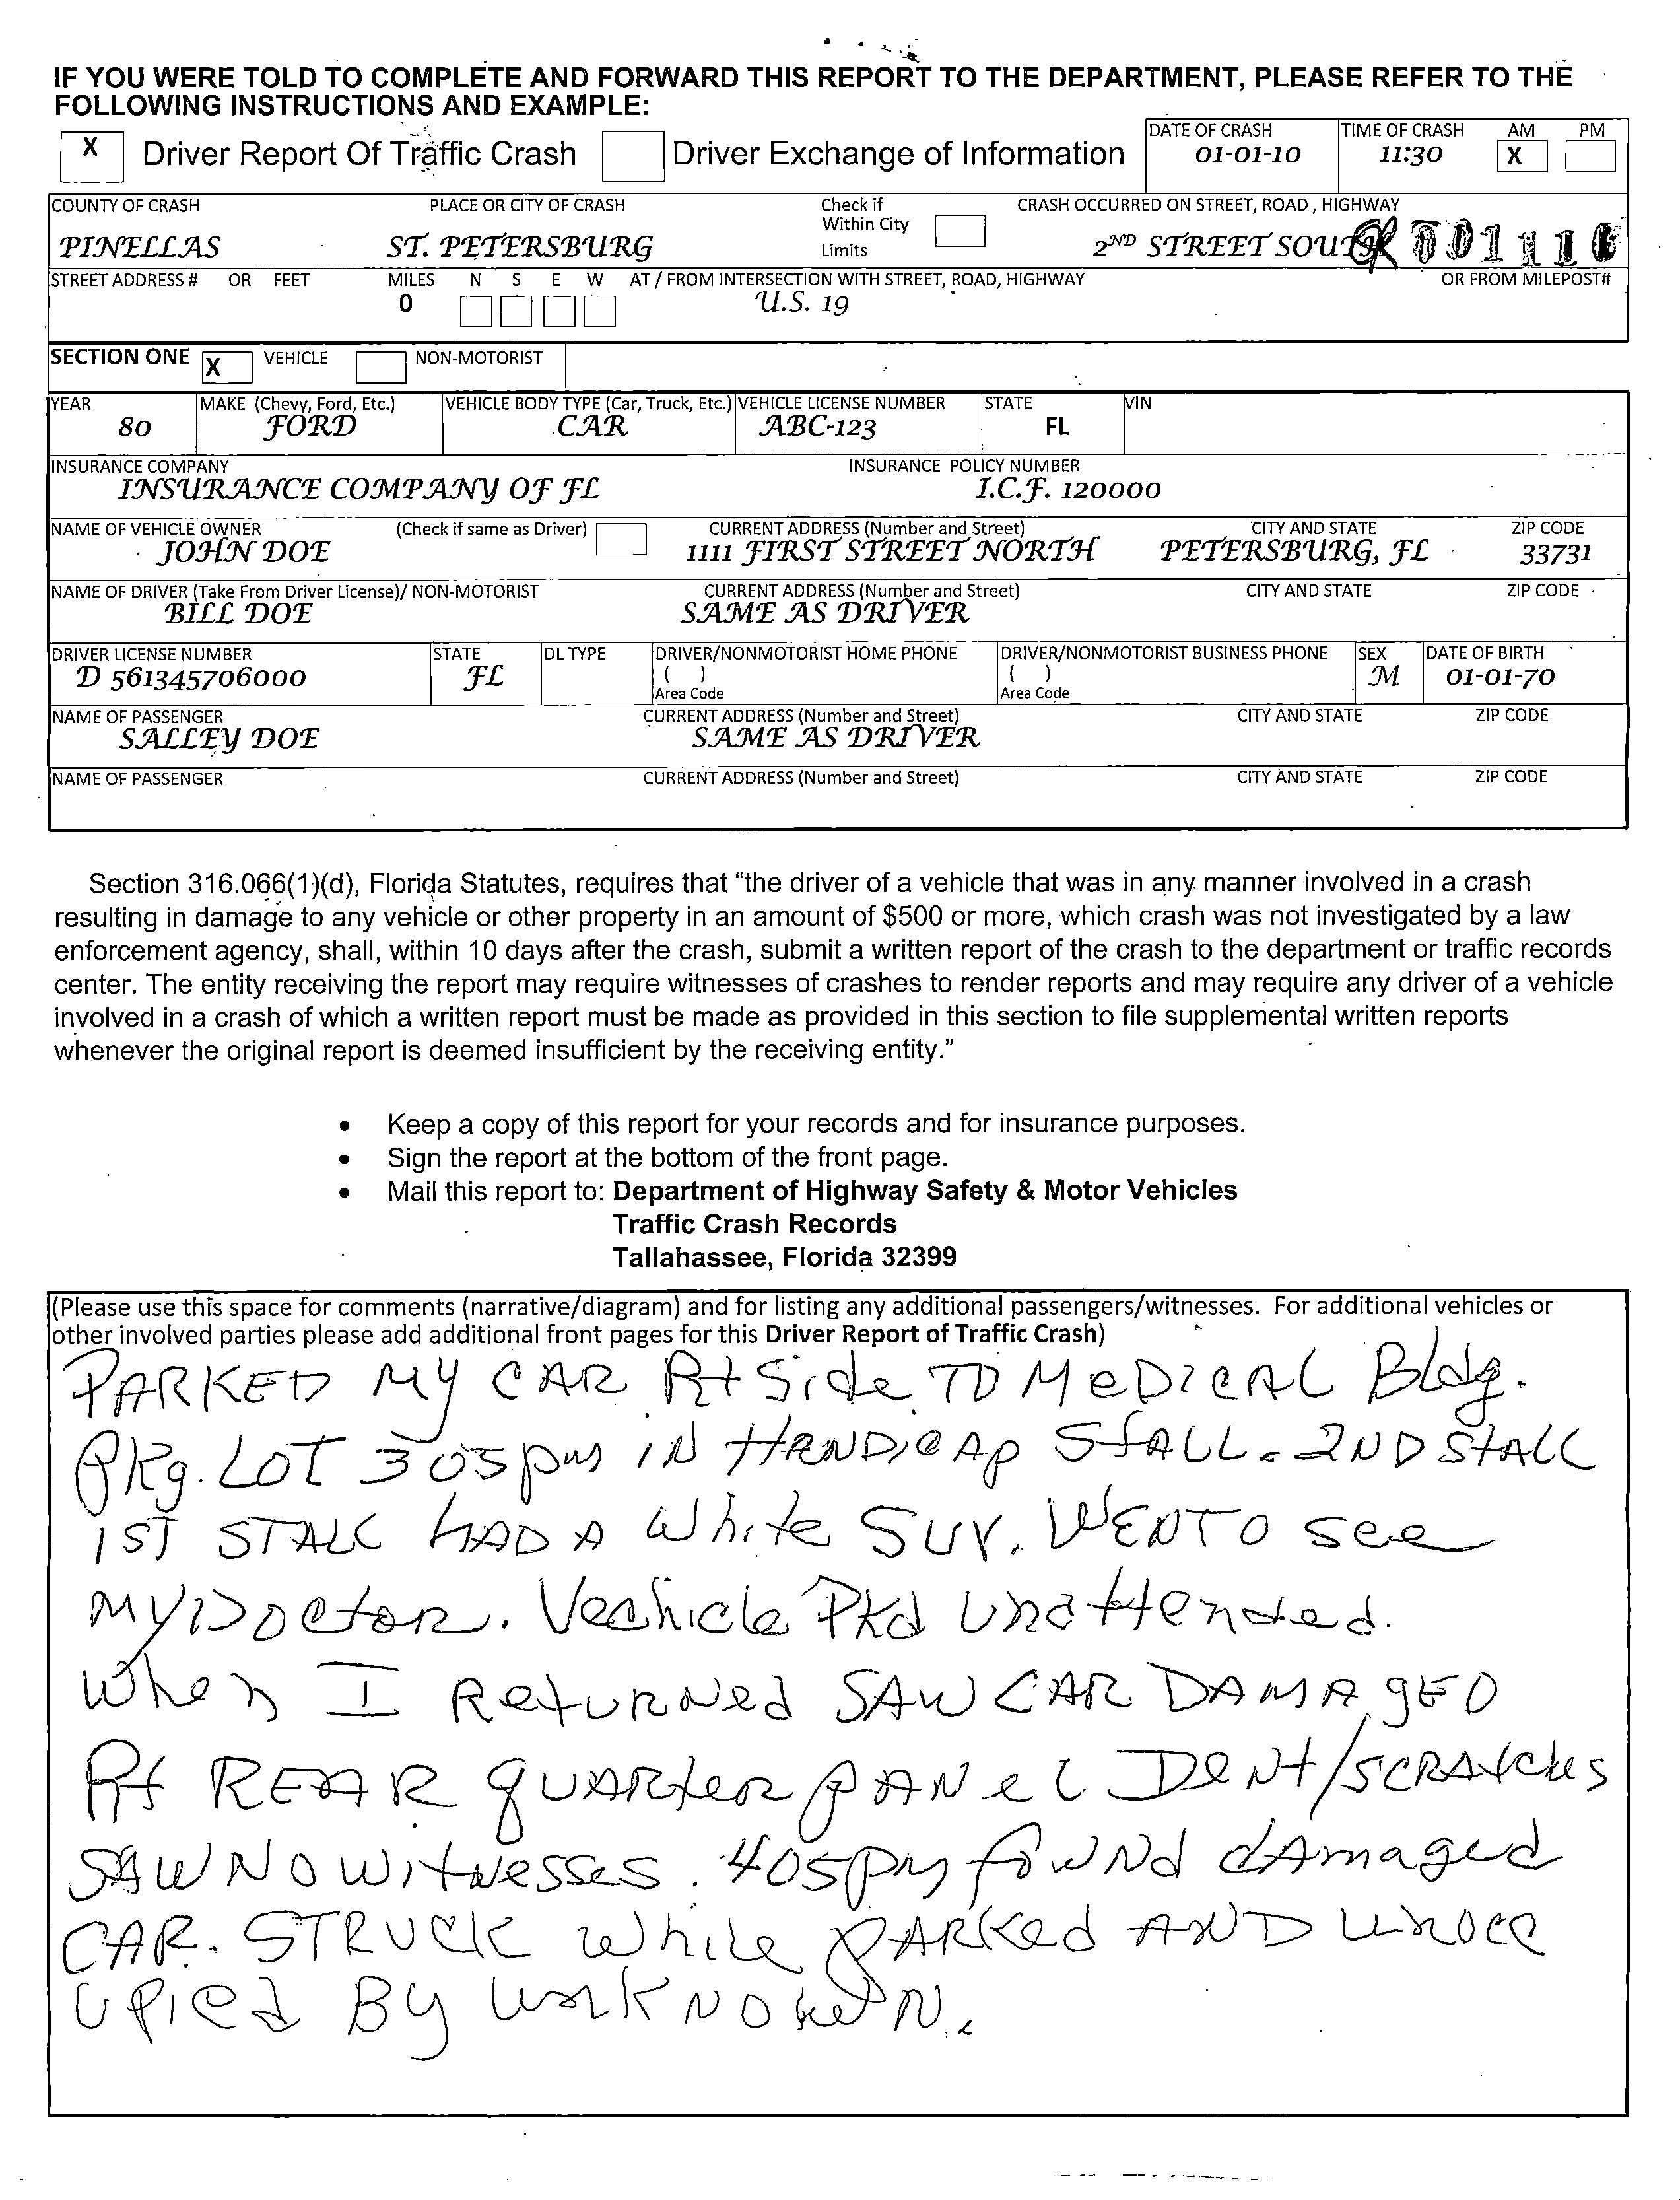 IF YOU WERE TOLD TO COMPLETE AND FORWARD THIS REPORT TO THE DEPARTMENT, PLEASE REFER TO THE
FOLLOWING INSTRUCTIONS AND EXAMPLE:
X Driver Report Of Traffic Crash Driver Exchange of Information
DATE OF CRASH TIME OF CRASH AM PM
01-01-10 11:30 X
COUNTY OF CRASH PLACE OR CITY OF CRASH Check if Within City Limits CRASH OCCURRED ON STREET, ROAD , HIGHWAY
PINELLAS ST. PETERSBURG 2ND STREET SOU
STREET ADDRESS # OR FEET MILES N S E W AT / FROM INTERSECTION WITH STREET, ROAD, HIGHWAY OR FROM MILEPOST#
0 U.S. 19
SECTION ONE X VEHICLE NON-MOTORIST
YEAR MAKE (Chevy, Ford, Etc.) VEHICLE BODY TYPE (Car, Truck, Etc.) VEHICLE LICENSE NUMBER STATE VIN
80 FORD CAR ABC-123 FL
INSURANCE COMPANY INSURANCE POLICY NUMBER
INSURANCE COMPANY OF FL I.C.F. 120000
NAME OF VEHICLE OWNER (Check if same as Driver) CURRENT ADDRESS (Number and Street) CITY AND STATE ZIP CODE
JOHN DOE 1111 FIRST STREET NORTH PETERSBURG, FL 33731
NAME OF DRIVER (Take From Driver License)/ NON-MOTORIST CURRENT ADDRESS (Number and Street) CITY AND STATE ZIP CODE
BILL DOE SAME AS DRIVER
DRIVER LICENSE NUMBER STATE DL TYPE DRIVER/NONMOTORIST HOME PHONE DRIVER/NONMOTORIST BUSINESS PHONE SEX DATE OF BIRTH
D 561345706000 FL ( ) ( ) M 01-01-70
Area Code Area Code
NAME OF PASSENGER CURRENT ADDRESS (Number and Street) CITY AND STATE ZIP CODE
SALLEY DOE SAME AS DRIVER
NAME OF PASSENGER CURRENT ADDRESS (Number and Street) CITY AND STATE ZIP CODE
Section 316.066(1)(d), Florida Statutes, requires that “the driver of a vehicle that was in any manner involved in a crash
resulting in damage to any vehicle or other property in an amount of $500 or more, which crash was not investigated by a law
enforcement agency, shall, within 10 days after the crash, submit a written report of the crash to the department or traffic records
center. The entity receiving the report may require witnesses of crashes to render reports and may require any driver of a vehicle
involved in a crash of which a written report must be made as provided in this section to file supplemental written reports
whenever the original report is deemed insufficient by the receiving entity.”
• Keep a copy of this report for your records and for insurance purposes.
• Sign the report at the bottom of the front page.
• Mail this report to: Department of Highway Safety & Motor Vehicles
Traffic Crash Records
Tallahassee, Florida 32399
(Please use this space for comments (narrative/diagram) and for listing any additional passengers/witnesses. For additional vehicles or
other involved parties please add additional front pages for this Driver Report of Traffic Crash)
PARKED MY CAR Rt Side TO MeDICAL Bldg.
Pkg. LOT 305pm IN HANDICAP STALL. 2ND STALL
1ST STALL HAD A White SUV. WENTO see
MY Doctor. Veahicle Pkd Unattended.
When I Returned SAW CAR DAMAgED
Rt REAR quARter pANeL Dent/SCRAtches
SAW NO witnesses. 405pm found damaged
CAR. STRUCK while PARKed AND unocc
upied By unknown.